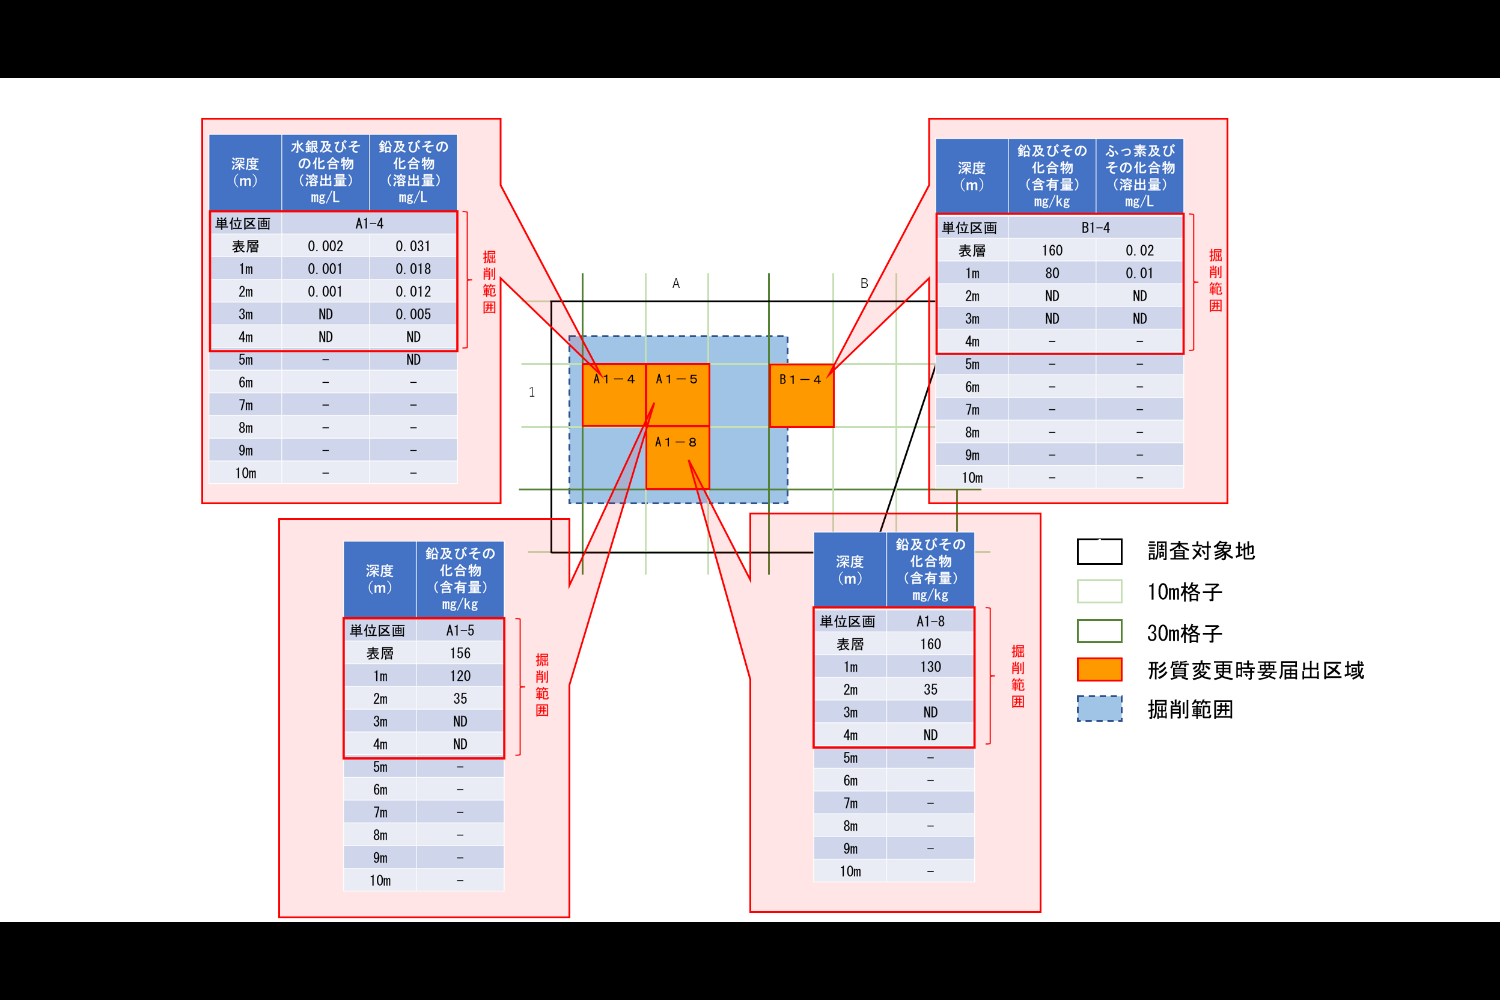 深度
（m）
水銀及びそ
の化合物
（溶出量）
mg/L
鉛及びその
化合物
（溶出量）
mg/L
単位区画 A1-4
表層 0.002 0.031
1m 0.001 0.018
2m 0.001 0.012
3m ND 0.005
4m ND ND
5m - ND
6m - -
7m - -
8m - -
9m - -
10m - -
掘削範囲
A
B
1
A1-4
A1-5
B1-4
A1-8
深度
（m）
鉛及びその
化合物
（含有量）
mg/kg
ふっ素及び
その化合物
（溶出量）
mg/L
単位区画 B1-4
表層 160 0.02
1m 80 0.01
2m ND ND
3m ND ND
4m - -
5m - -
6m - -
7m - -
8m - -
9m - -
10m - -
掘削範囲
深度
（m）
鉛及びその
化合物
（含有量）
mg/kg
単位区画 A1-5
表層 156
1m 120
2m 35
3m ND
4m ND
5m -
6m -
7m -
8m -
9m -
10m -
掘削範囲
深度
（m）
鉛及びその
化合物
（含有量）
mg/kg
単位区画 A1-8
表層 160
1m 130
2m 35
3m ND
4m ND
5m -
6m -
7m -
8m -
9m -
10m -
掘削範囲
調査対象地
10m格子
30m格子
形質変更時要届出区域
掘削範囲